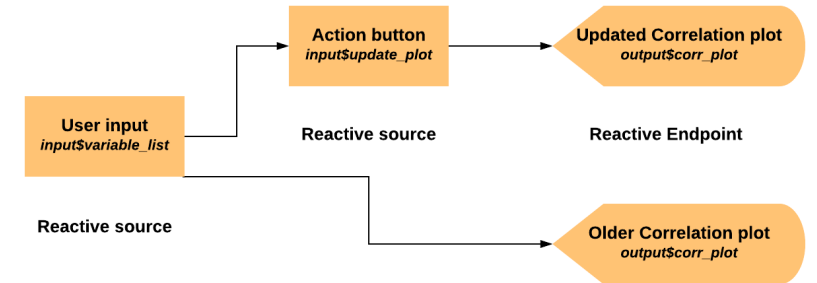 Action button
input$update_plot
Updated Correlation plot
output$corr_plot
User input
input$variable_list
Reactive source
Reactive Endpoint
Reactive source
Older Correlation plot
output$corr_plot